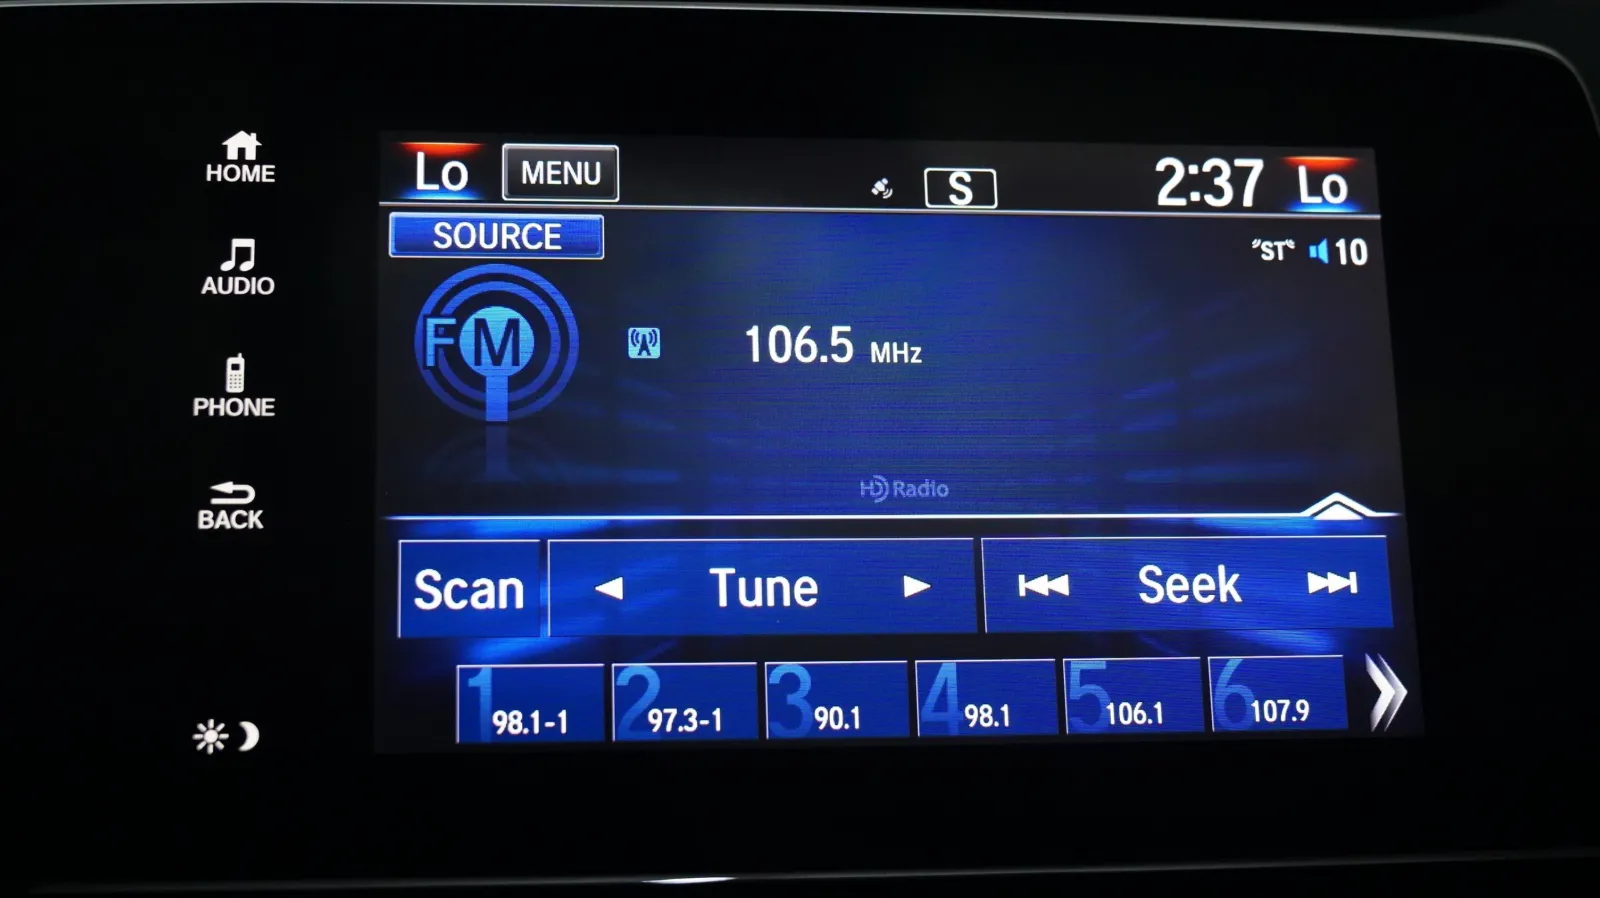 HOME
AUDIO
PHONE
BACK
Lo MENU S 2:37 Lo
SOURCE
"ST" 10
FM
106.5 MHz
HD Radio
Scan Tune Seek
1 98.1-1 2 97.3-1 3 90.1 4 98.1 5 106.1 6 107.9